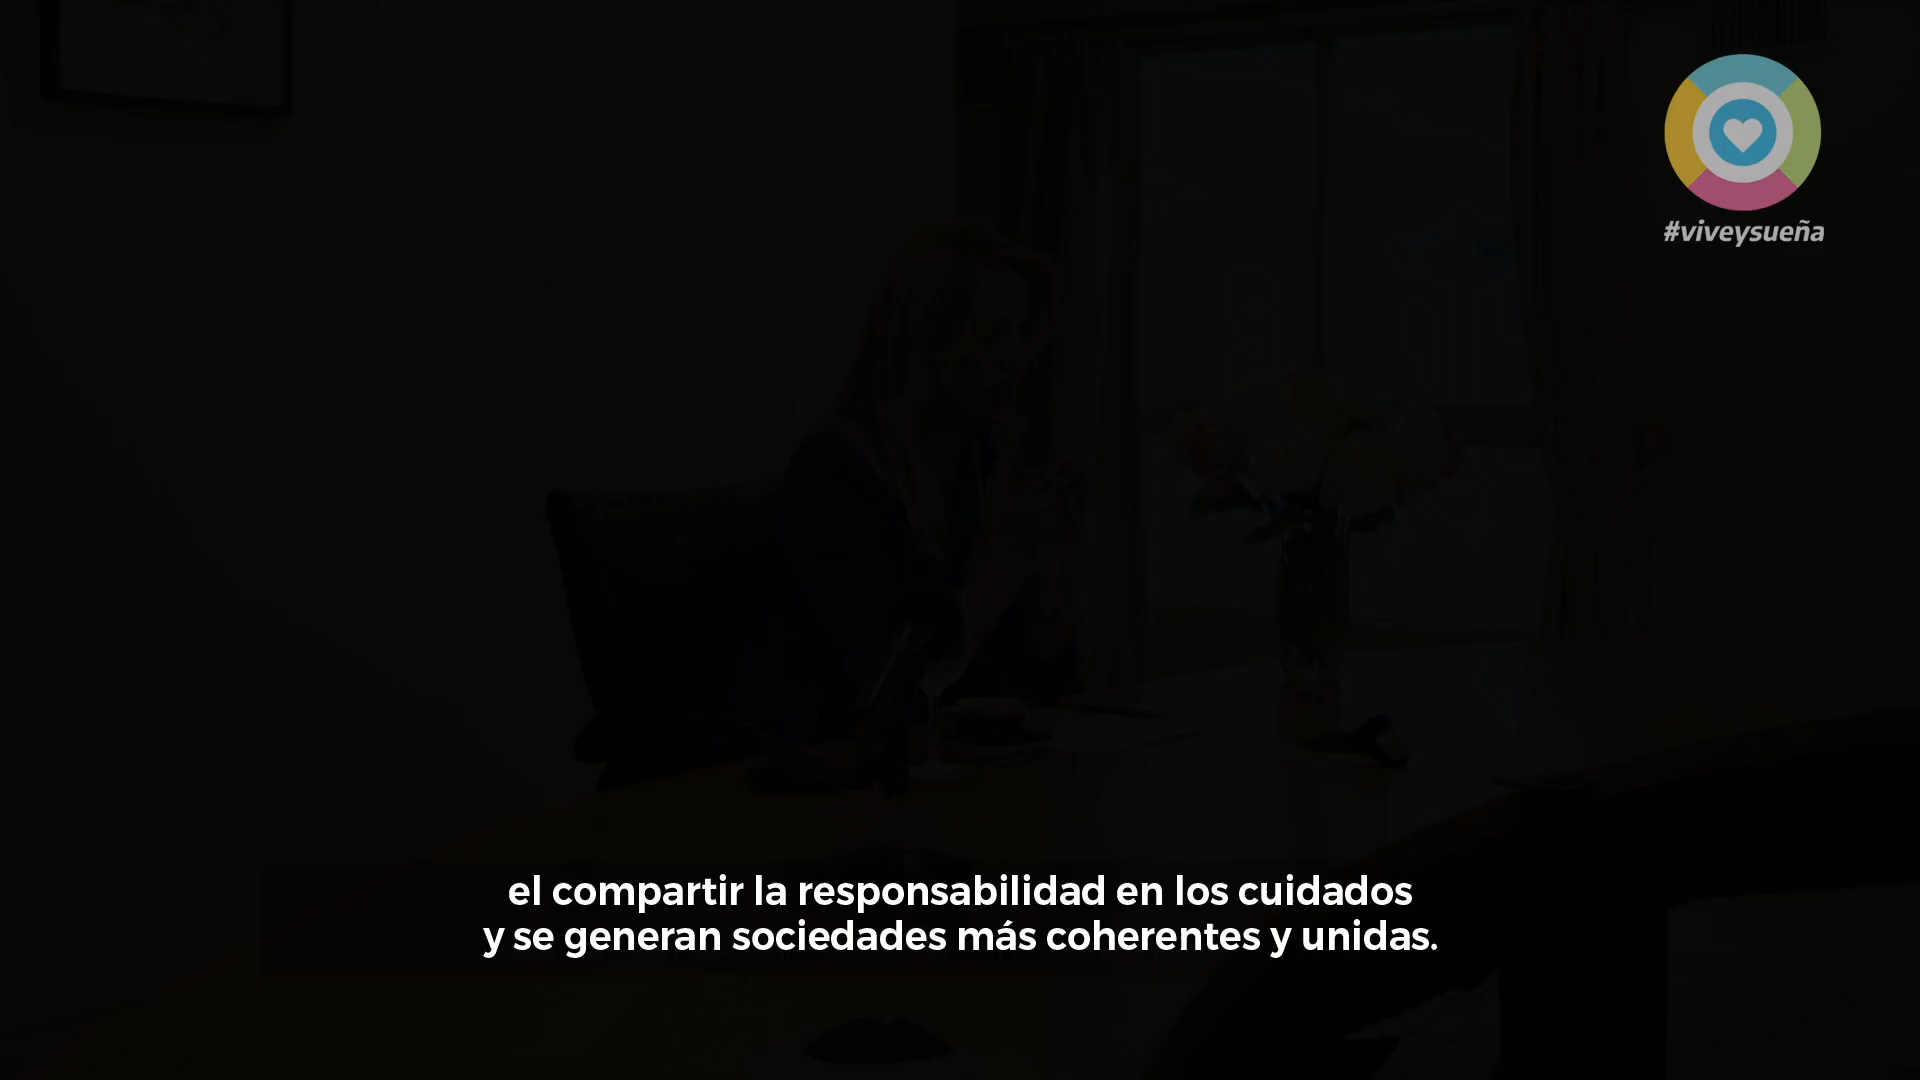 #viveysueña
el compartir la responsabilidad en los cuidados
y se generan sociedades más coherentes y unidas.